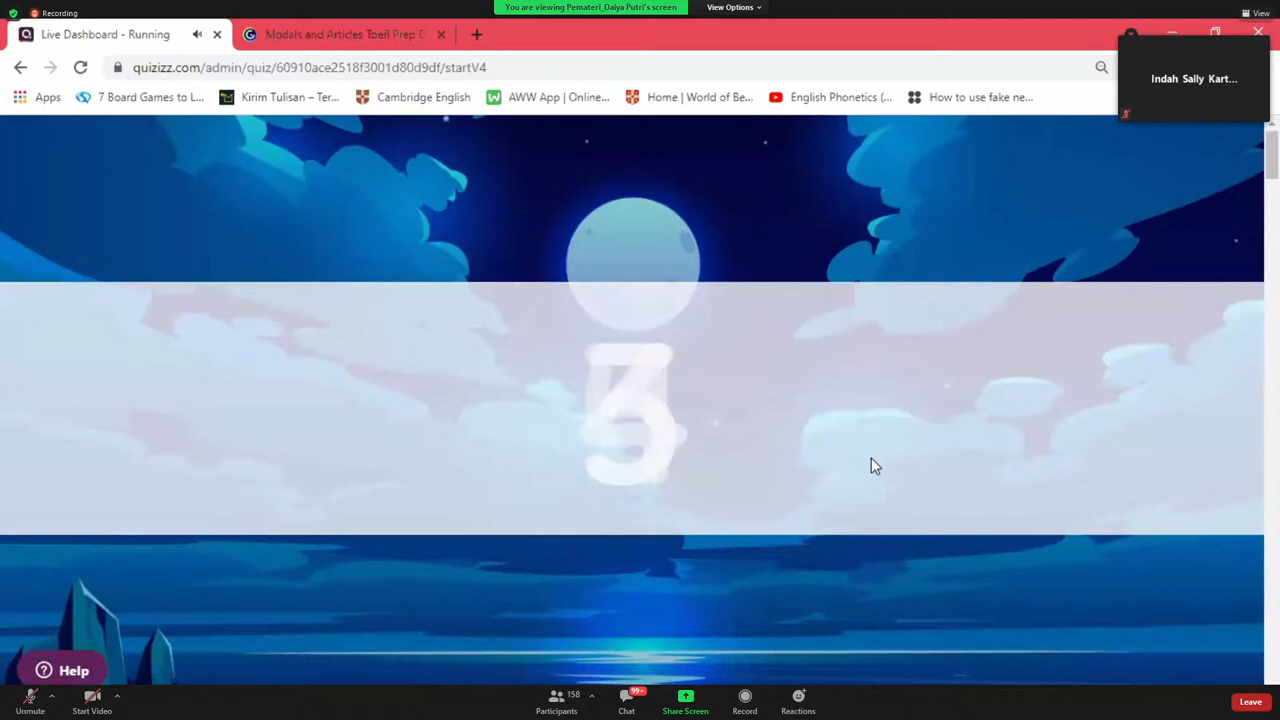 Recording
You are viewing Pemateri_Daiya Putri's screen
View Options
View
Live Dashboard - Running
Modals and Articles Toefl Prep D
quizizz.com/admin/quiz/60910ace2518f3001d80d9df/startV4
Indah Sally Kart...
Apps
7 Board Games to L...
Kirim Tulisan – Ter...
Cambridge English
AWW App | Online...
Home | World of Be...
English Phonetics (...
How to use fake ne...
Help
Unmute
Start Video
158
Participants
99+
Chat
Share Screen
Record
Reactions
Leave